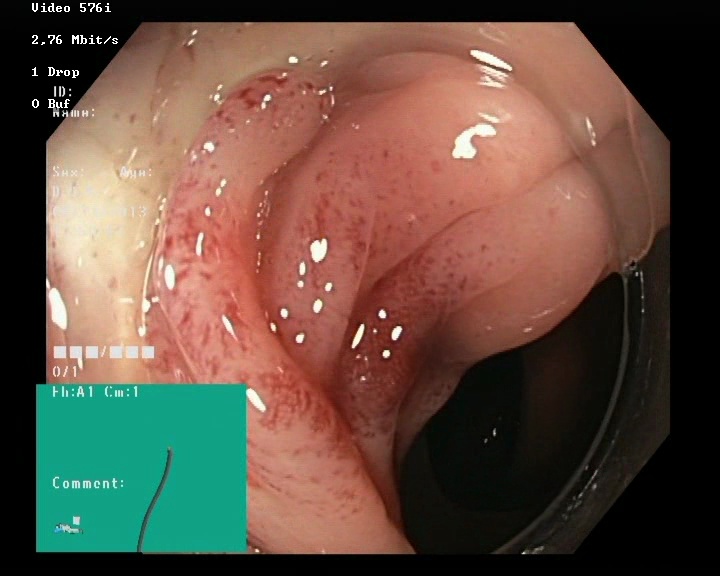 Video 576i
2,76 Mbit/s
1 Drop
0 Buf
ID:
Name:
Sex: Age:
0/1
Fh:A1 Cm:1
Comment: